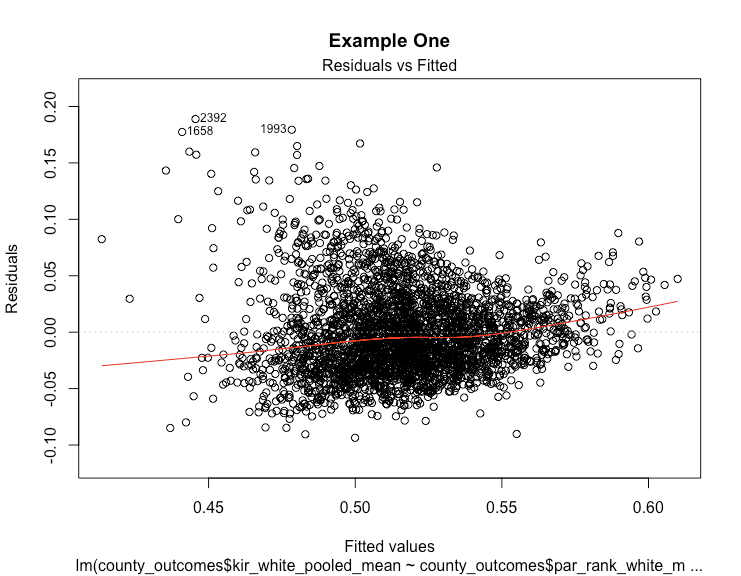 Example One
Residuals vs Fitted
2392
1658
1993
0.20
0.15
0.10
0.05
0.00
-0.05
-0.10
Residuals
0.45
0.50
0.55
0.60
Fitted values
lm(county_outcomes$kir_white_pooled_mean ~ county_outcomes$par_rank_white_m ...